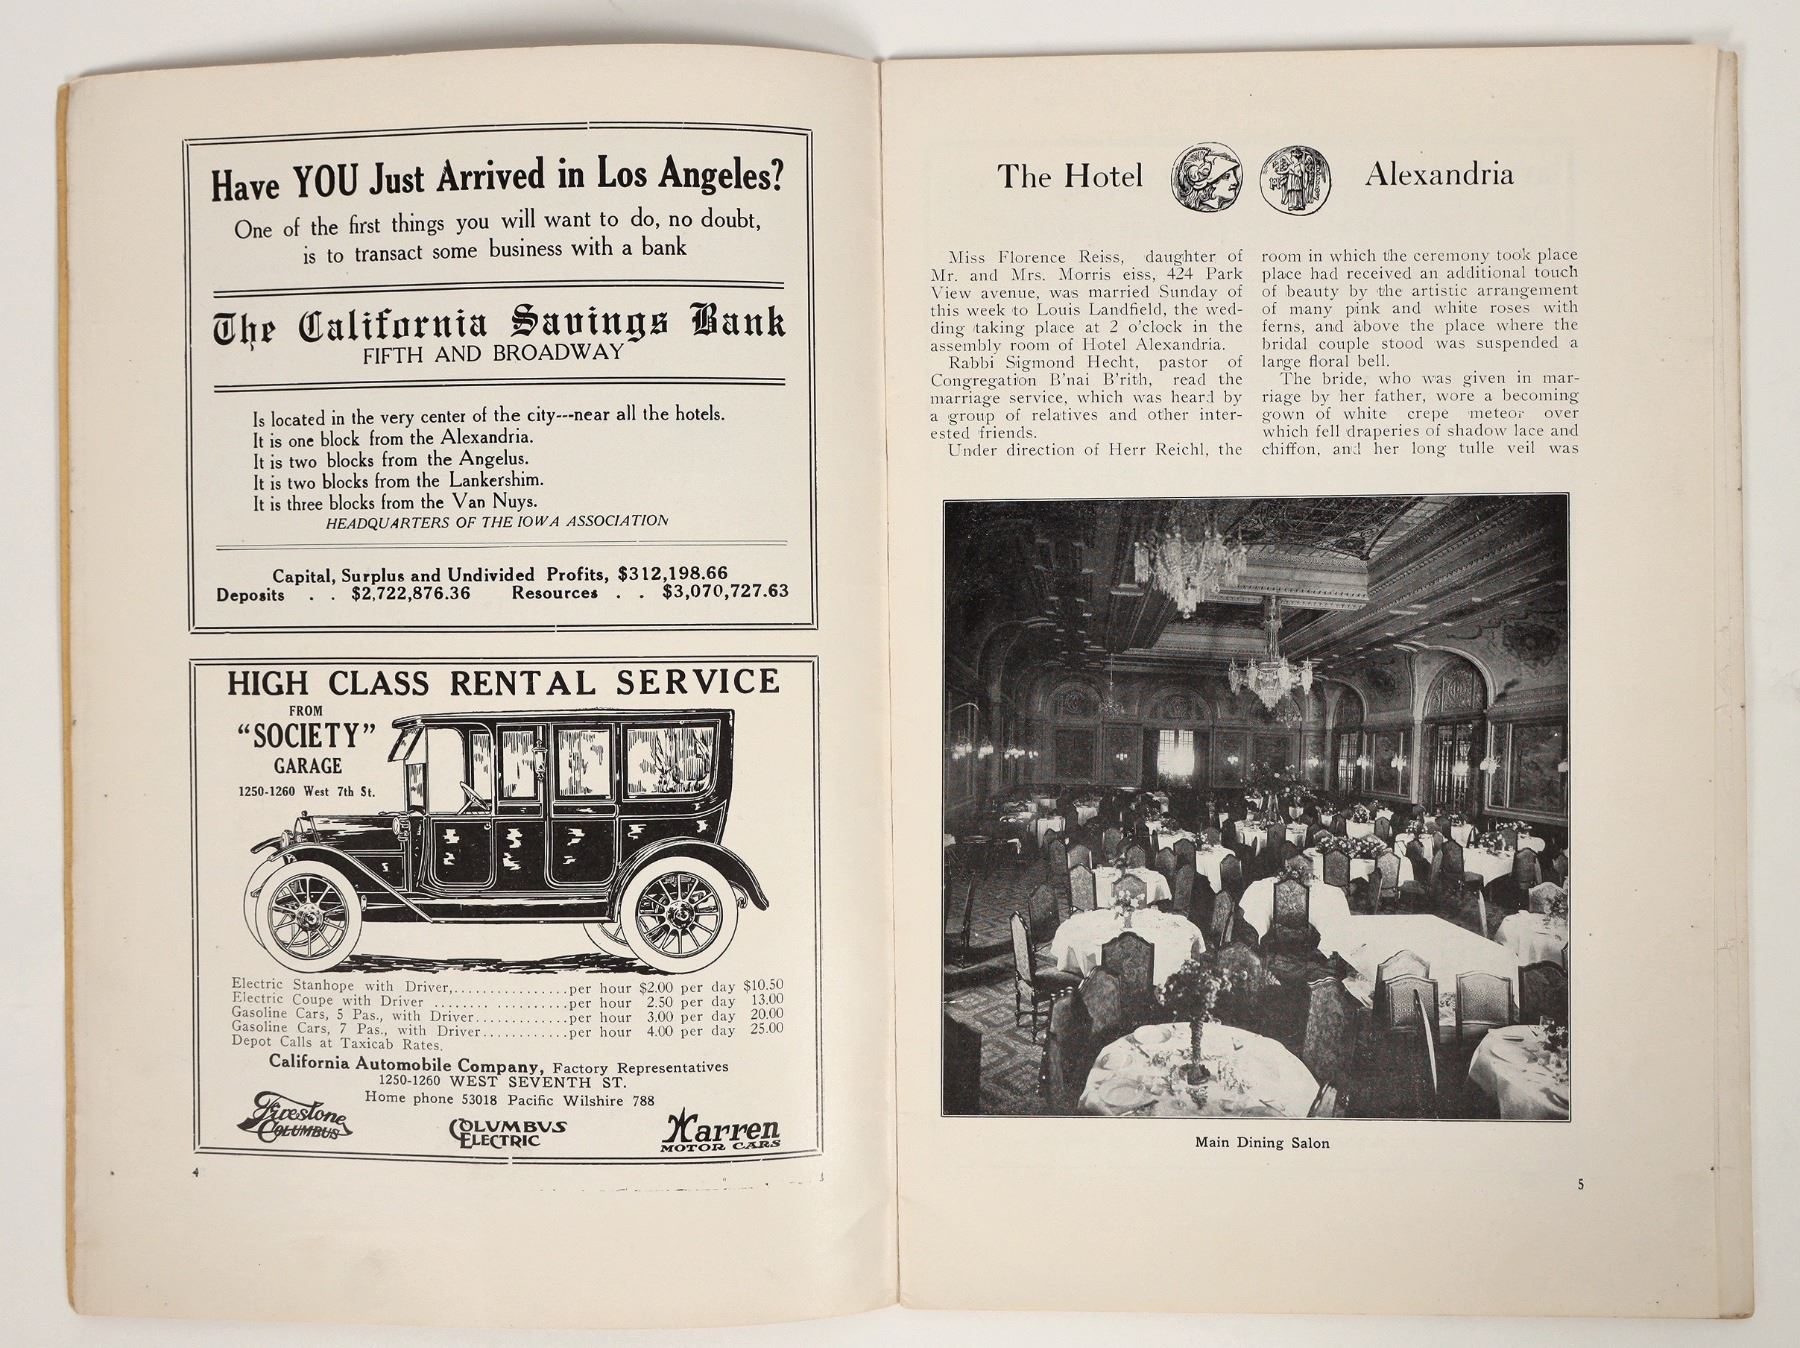 Have YOU Just Arrived in Los Angeles?
One of the first things you will want to do, no doubt,
is to transact some business with a bank
The California Savings Bank
FIFTH AND BROADWAY
Is located in the very center of the city---near all the hotels.
It is one block from the Alexandria.
It is two blocks from the Angelus.
It is two blocks from the Lankershim.
It is three blocks from the Van Nuys.
HEADQUARTERS OF THE IOWA ASSOCIATION
Capital, Surplus and Undivided Profits, $312,198.66
Deposits . . $2,722,876.36 Resources . . $3,070,727.63
HIGH CLASS RENTAL SERVICE
FROM
"SOCIETY"
GARAGE
1250-1260 West 7th St.
Electric Stanhope with Driver,.................per hour $2.00 per day $10.50
Electric Coupe with Driver ........ ...........per hour 2.50 per day 13.00
Gasoline Cars, 5 Pas., with Driver.............per hour 3.00 per day 20.00
Gasoline Cars, 7 Pas., with Driver............per hour 4.00 per day 25.00
Depot Calls at Taxicab Rates.
California Automobile Company, Factory Representatives
1250-1260 WEST SEVENTH ST.
Home phone 53018 Pacific Wilshire 788
Firestone
COLUMBUS
COLUMBUS
ELECTRIC
Warren
MOTOR CARS
4
The Hotel Alexandria
Miss Florence Reiss, daughter of
Mr. and Mrs. Morris eiss, 424 Park
View avenue, was married Sunday of
this week to Louis Landfield, the wed-
ding taking place at 2 o'clock in the
assembly room of Hotel Alexandria.
Rabbi Sigmond Hecht, pastor of
Congregation B'nai B'rith, read the
marriage service, which was heard by
a group of relatives and other inter-
ested friends.
Under direction of Herr Reichl, the
room in which the ceremony took place
place had received an additional touch
of beauty by the artistic arrangement
of many pink and white roses with
ferns, and above the place where the
bridal couple stood was suspended a
large floral bell.
The bride, who was given in mar-
riage by her father, wore a becoming
gown of white crepe meteor over
which fell draperies of shadow lace and
chiffon, and her long tulle veil was
Main Dining Salon
5